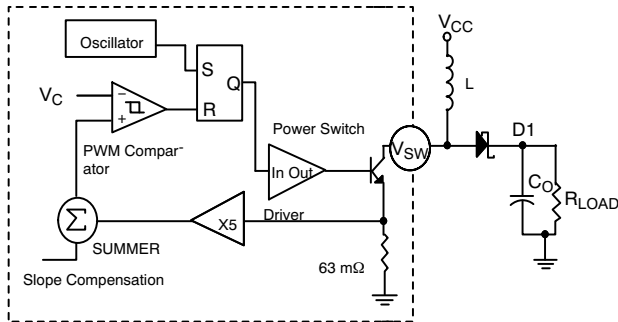 Oscillator
S
Q
R
VC
−
+
PWM Compar-
ator
Power Switch
In Out
VSW
VCC
L
D1
CO
RLOAD
Driver
X5
Σ
SUMMER
63 mΩ
Slope Compensation